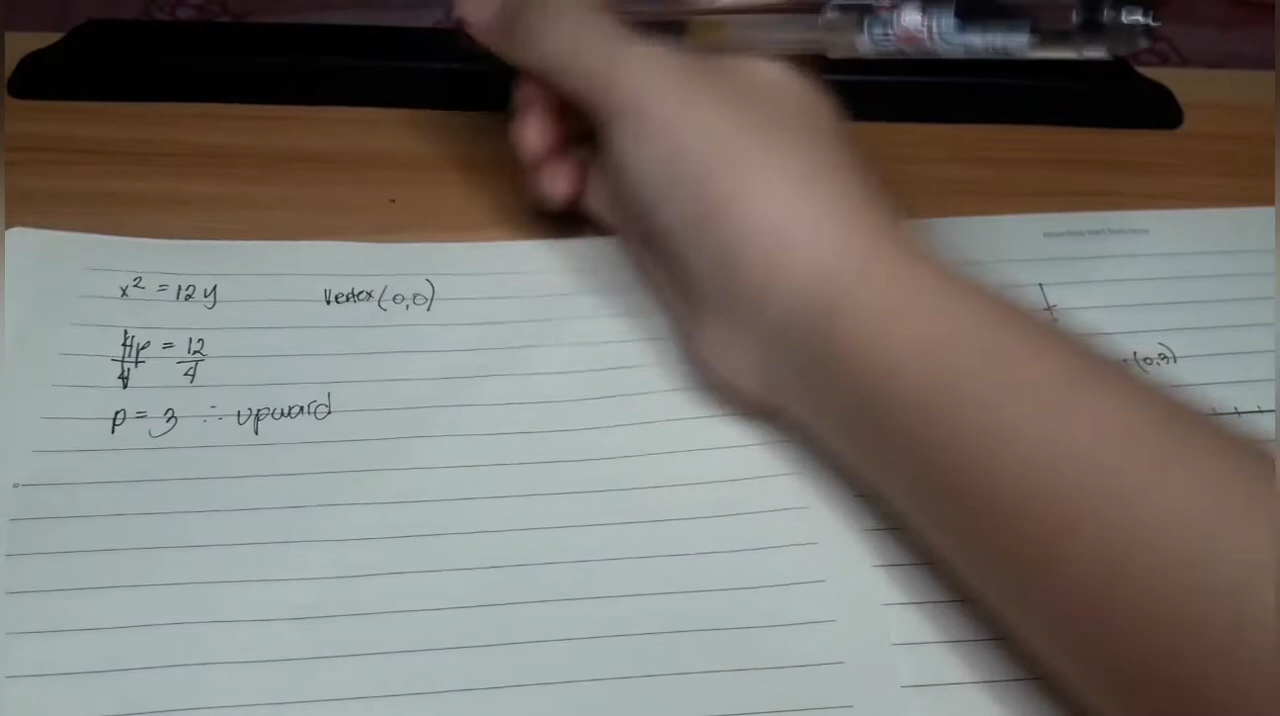 x² = 12y
Vertex (0,0)
4p = 12
4 4
p = 3 ∴ upward
(0,3)